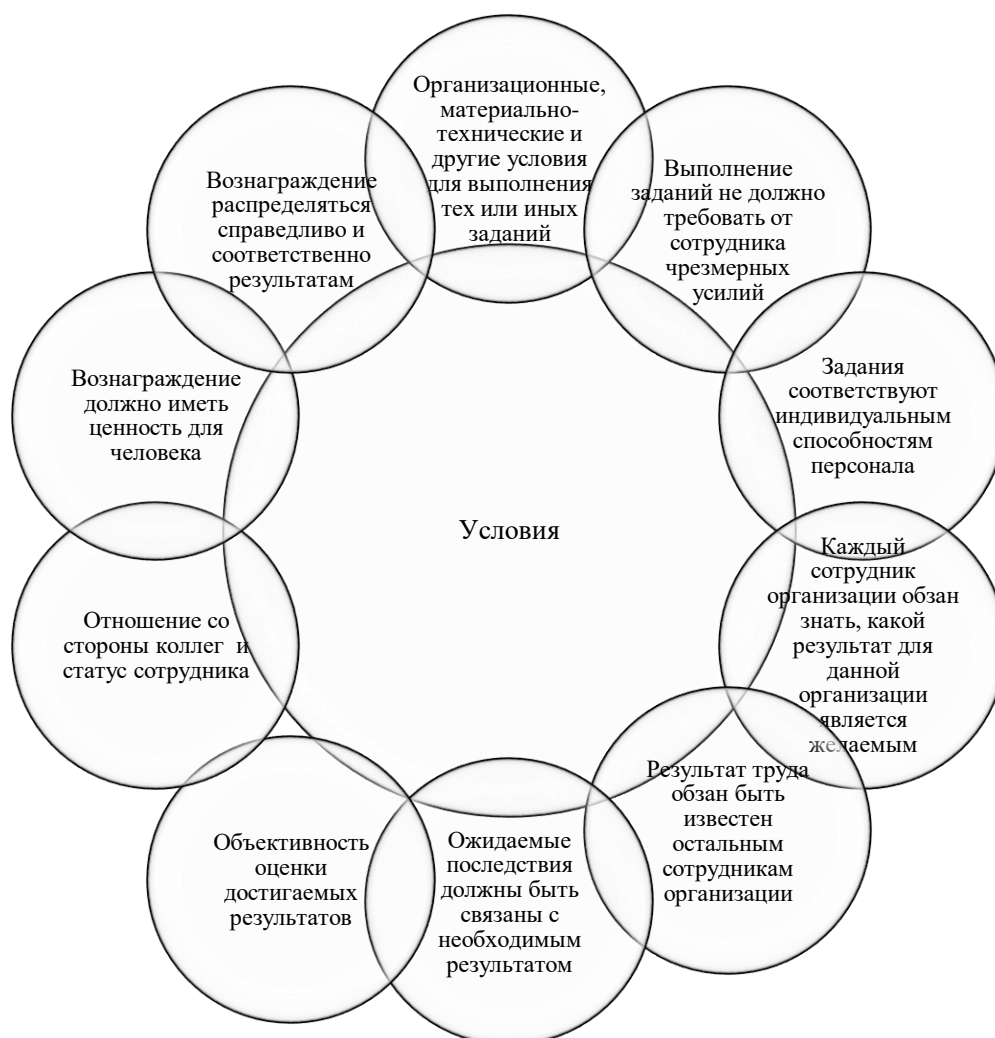 Организационные,
материально-
технические и
другие условия
для выполнения
тех или иных
заданий
Выполнение
заданий не должно
требовать от
сотрудника
чрезмерных
усилий
Задания
соответствуют
индивидуальным
способностям
персонала
Каждый
сотрудник
организации обзан
знать, какой
результат для
данной
организации
является
желаемым
Результат труда
обзан быть
известен
остальным
сотрудникам
организации
Ожидаемые
последствия
должны быть
связаны с
необходимым
результатом
Объективность
оценки
достигаемых
результатов
Отношение со
стороны коллег и
статус сотрудника
Вознаграждение
должно иметь
ценность для
человека
Вознаграждение
распределяться
справедливо и
соответственно
результатам
Условия